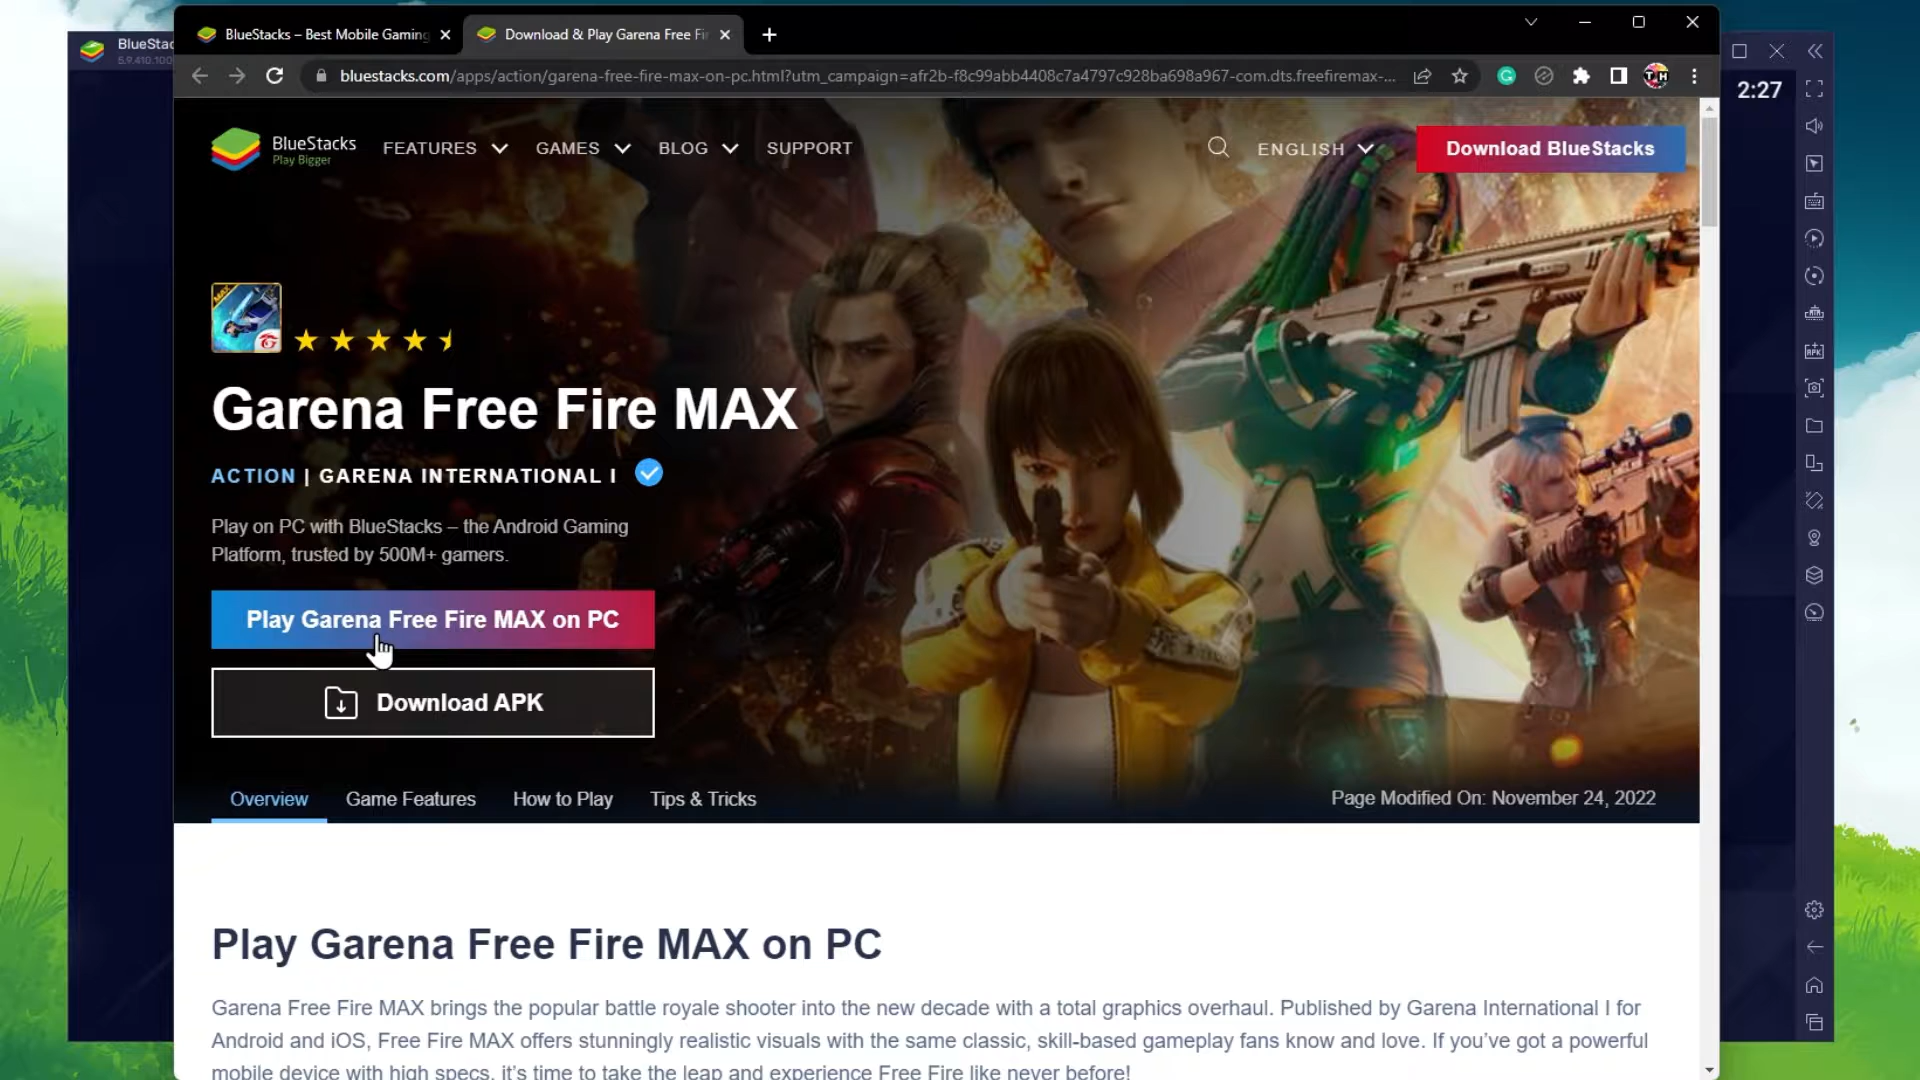 BlueStac
5.9.410.100
BlueStacks – Best Mobile Gaming
Download & Play Garena Free Fir
bluestacks.com/apps/action/garena-free-fire-max-on-pc.html?utm_campaign=afr2b-f8c99abb4408c7a4797c928ba698a967-com.dts.freefiremax-...
2:27
BlueStacks
Play Bigger
FEATURES
GAMES
BLOG
SUPPORT
ENGLISH
Download BlueStacks
MAX
Garena Free Fire MAX
ACTION | GARENA INTERNATIONAL I
Play on PC with BlueStacks – the Android Gaming
Platform, trusted by 500M+ gamers.
Play Garena Free Fire MAX on PC
Download APK
Overview
Game Features
How to Play
Tips & Tricks
Page Modified On: November 24, 2022
Play Garena Free Fire MAX on PC
Garena Free Fire MAX brings the popular battle royale shooter into the new decade with a total graphics overhaul. Published by Garena International I for
Android and iOS, Free Fire MAX offers stunningly realistic visuals with the same classic, skill-based gameplay fans know and love. If you've got a powerful
mobile device with high specs, it's time to take the leap and experience Free Fire like never before!